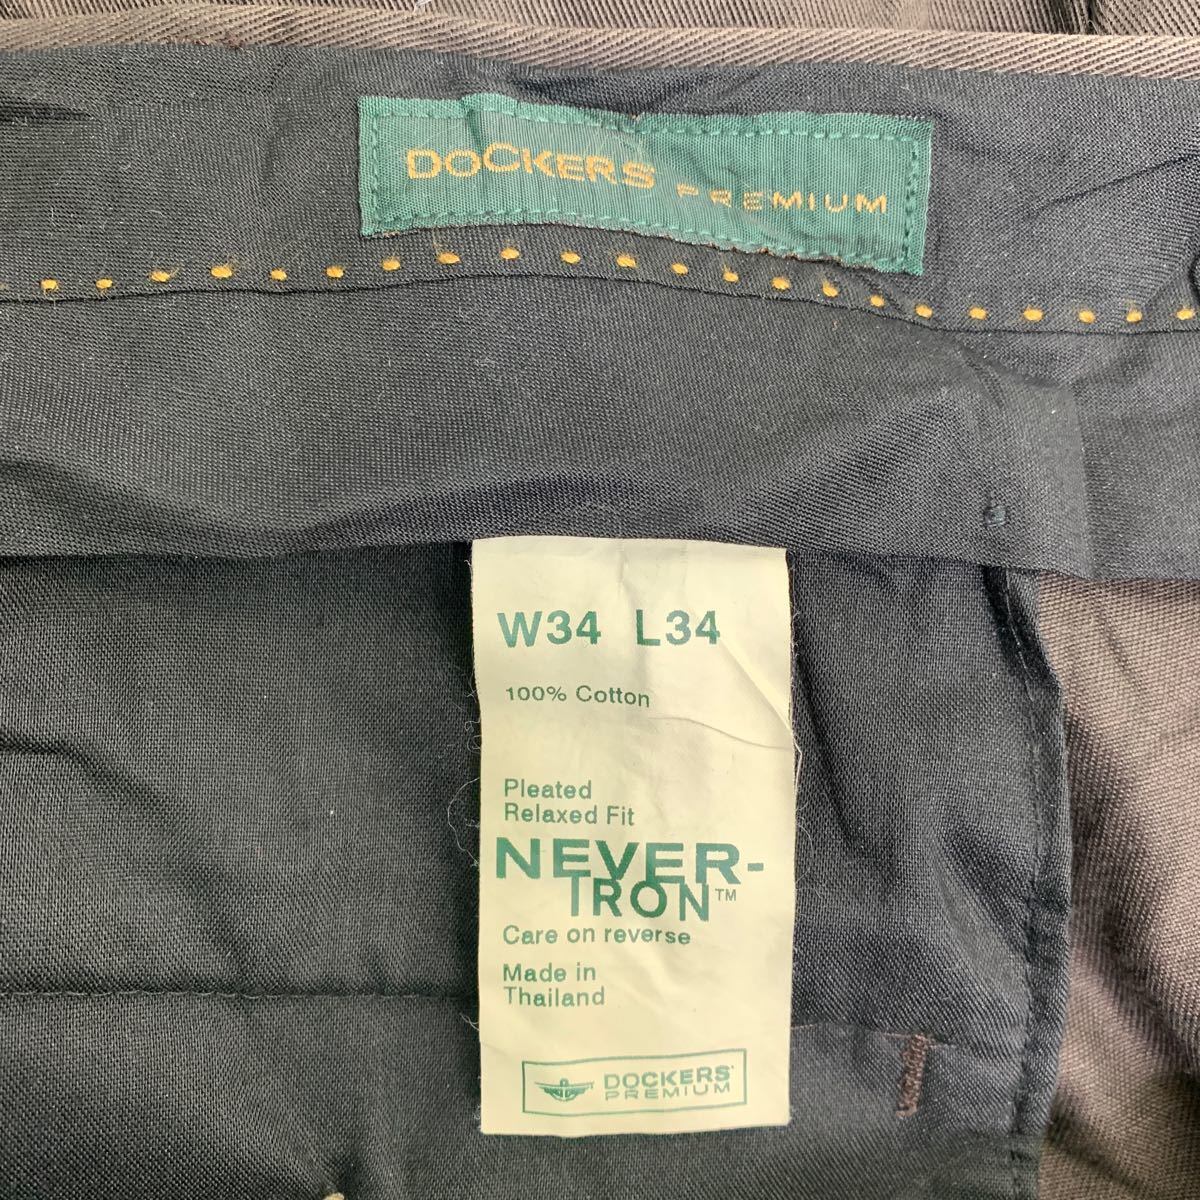 DOCKERS PREMIUM
W34 L34
100% Cotton
Pleated
Relaxed Fit
NEVER-
IRON™
Care on reverse
Made in
Thailand
DOCKERS
PREMIUM